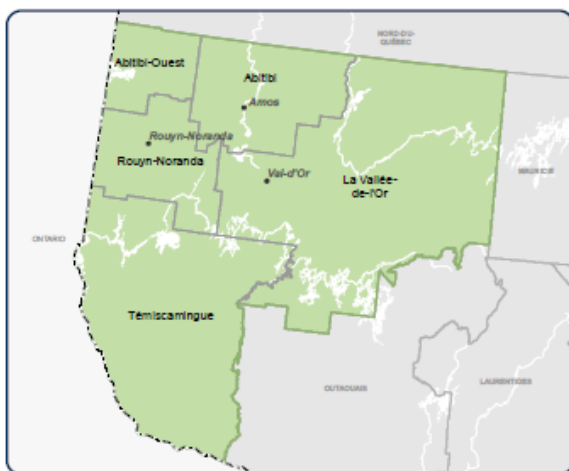 NORD-DU-
QUÉBEC
Abitibi-Ouest
Abitibi
Amos
Rouyn-Noranda
Rouyn-Noranda
Val-d'Or
La Vallée-
de-l'Or
MAURICIE
ONTARIO
Témiscamingue
OUTAOUAIS
LAURENTIDES